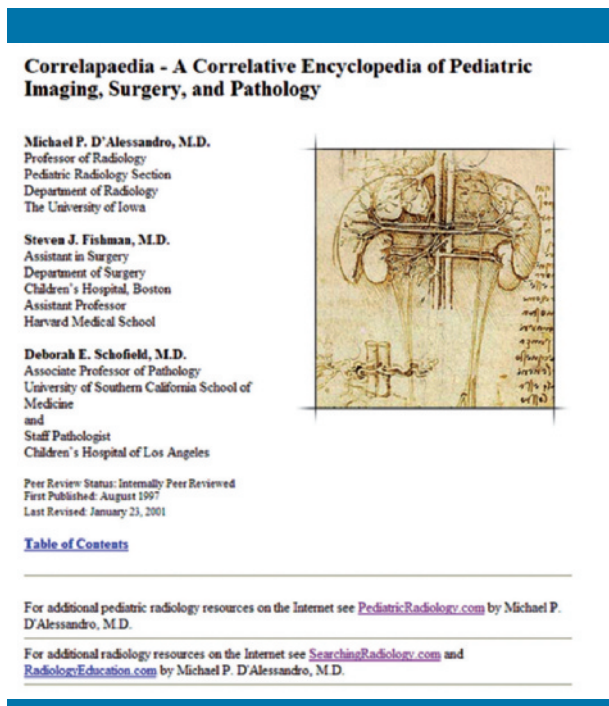 Correlapaedia - A Correlative Encyclopedia of Pediatric
Imaging, Surgery, and Pathology
Michael P. D'Alessandro, M.D.
Professor of Radiology
Pediatric Radiology Section
Department of Radiology
The University of Iowa
Steven J. Fishman, M.D.
Assistant in Surgery
Department of Surgery
Children's Hospital, Boston
Assistant Professor
Harvard Medical School
Deborah E. Schofield, M.D.
Associate Professor of Pathology
University of Southern California School of
Medicine
and
Staff Pathologist
Children's Hospital of Los Angeles
Peer Review Status: Internally Peer Reviewed
First Published: August 1997
Last Revised: January 23, 2001
Table of Contents
For additional pediatric radiology resources on the Internet see PediatricRadiology.com by Michael P.
D'Alessandro, M.D.
For additional radiology resources on the Internet see SearchingRadiology.com and
RadiologyEducation.com by Michael P. D'Alessandro, M.D.